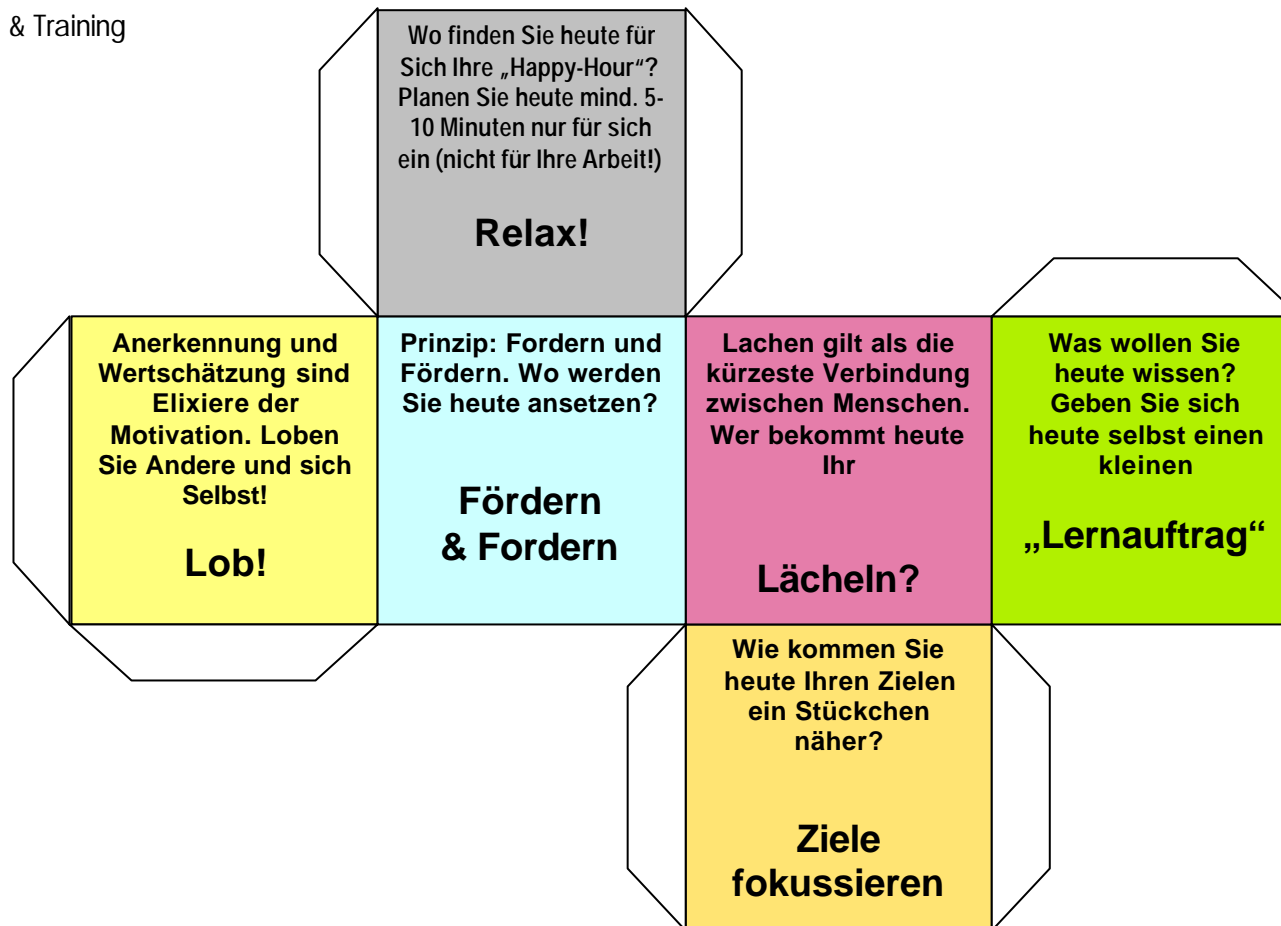 & Training
Wo finden Sie heute für
Sich Ihre „Happy-Hour“?
Planen Sie heute mind. 5-
10 Minuten nur für sich
ein (nicht für Ihre Arbeit!)
Relax!
Anerkennung und
Wertschätzung sind
Elixiere der
Motivation. Loben
Sie Andere und sich
Selbst!
Lob!
Prinzip: Fordern und
Fördern. Wo werden
Sie heute ansetzen?
Fördern
& Fordern
Lachen gilt als die
kürzeste Verbindung
zwischen Menschen.
Wer bekommt heute
Ihr
Lächeln?
Was wollen Sie
heute wissen?
Geben Sie sich
heute selbst einen
kleinen
„Lernauftrag“
Wie kommen Sie
heute Ihren Zielen
ein Stückchen
näher?
Ziele
fokussieren